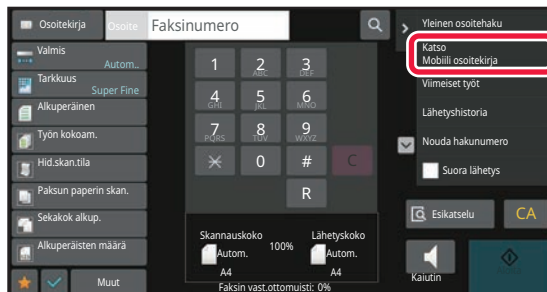 Osoitekirja
Osoite
Faksinumero
Valmis
Autom..
Tarkkuus
Super Fine
Alkuperäinen
Työn kokoam.
Hid.skan.tila
Paksun paperin skan.
Sekakok alkup.
Alkuperäisten määrä
Muut
1
2 ABC
3 DEF
4 GHI
5 JKL
6 MNO
7 PQRS
8 TUV
9 WXYZ
0
#
C
R
Skannauskoko
100%
Lähetyskoko
Autom.
A4
Autom.
A4
Faksin vast.ottomuisti: 0%
Yleinen osoitehaku
Katso
Mobiili osoitekirja
Viimeiset työt
Lähetyshistoria
Nouda hakunumero
Suora lähetys
Esikatselu
CA
Kaiutin